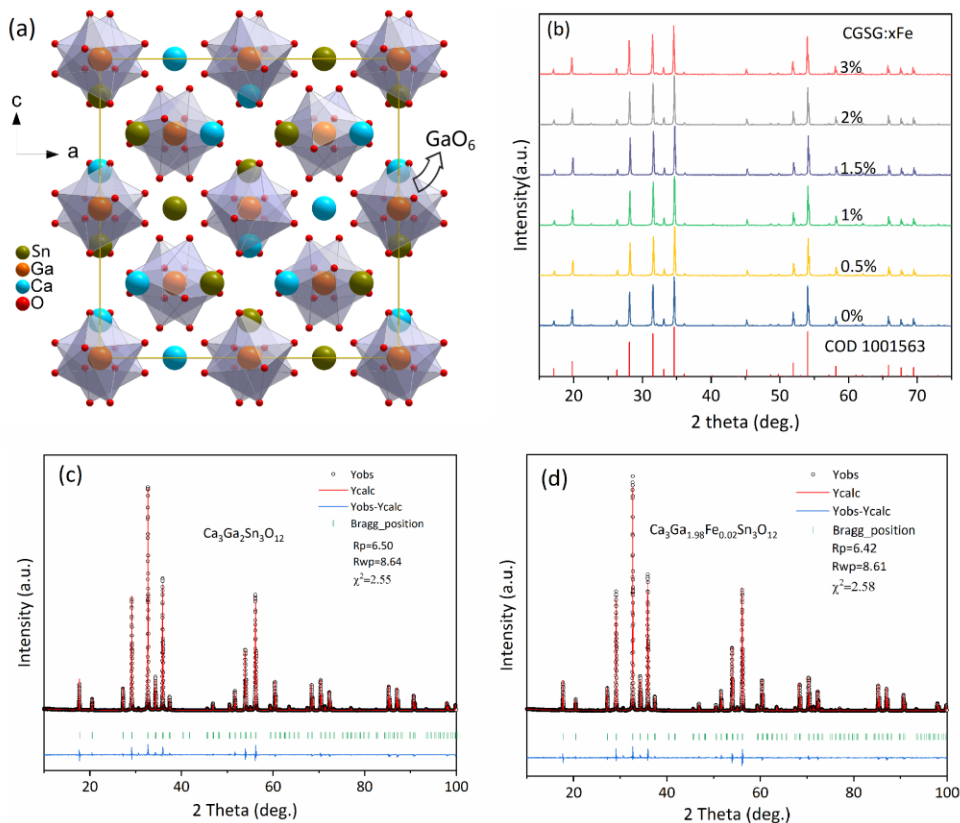 (a)
c
a
GaO₆
Sn
Ga
Ca
O
(b)
CGSG:xFe
3%
2%
1.5%
1%
0.5%
0%
COD 1001563
Intensity(a.u.)
20 30 40 50 60 70
2 theta (deg.)
(c)
Yobs
Ycalc
Yobs-Ycalc
Bragg_position
Ca₃Ga₂Sn₃O₁₂
Rp=6.50
Rwp=8.64
χ²=2.55
Intensity (a.u.)
20 40 60 80 100
2 Theta (deg.)
(d)
Yobs
Ycalc
Yobs-Ycalc
Bragg_position
Ca₃Ga₁.₉₈Fe₀.₀₂Sn₃O₁₂
Rp=6.42
Rwp=8.61
χ²=2.58
Intensity (a.u.)
20 40 60 80 100
2 Theta (deg.)